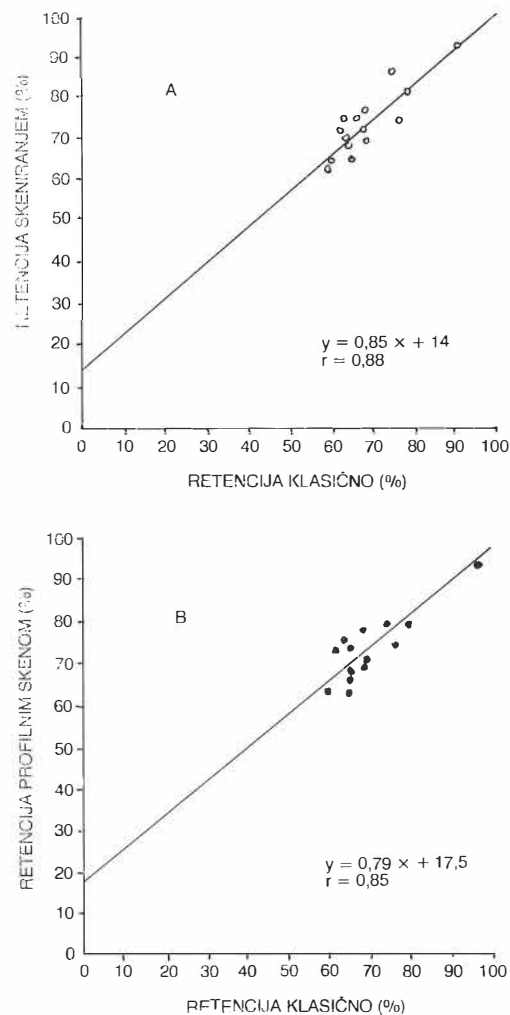 A
RETENCIJA SKENIRANJEM (%)
100
90
80
70
60
50
40
30
20
10
0
y = 0,85 × + 14
r = 0,88
0 10 20 30 40 50 60 70 80 90 100
RETENCIJA KLASIČNO (%)
B
RETENCIJA PROFILNIM SKENOM (%)
100
90
80
70
60
50
40
30
20
10
0
y = 0,79 × + 17,5
r = 0,85
0 10 20 30 40 50 60 70 80 90 100
RETENCIJA KLASIČNO (%)